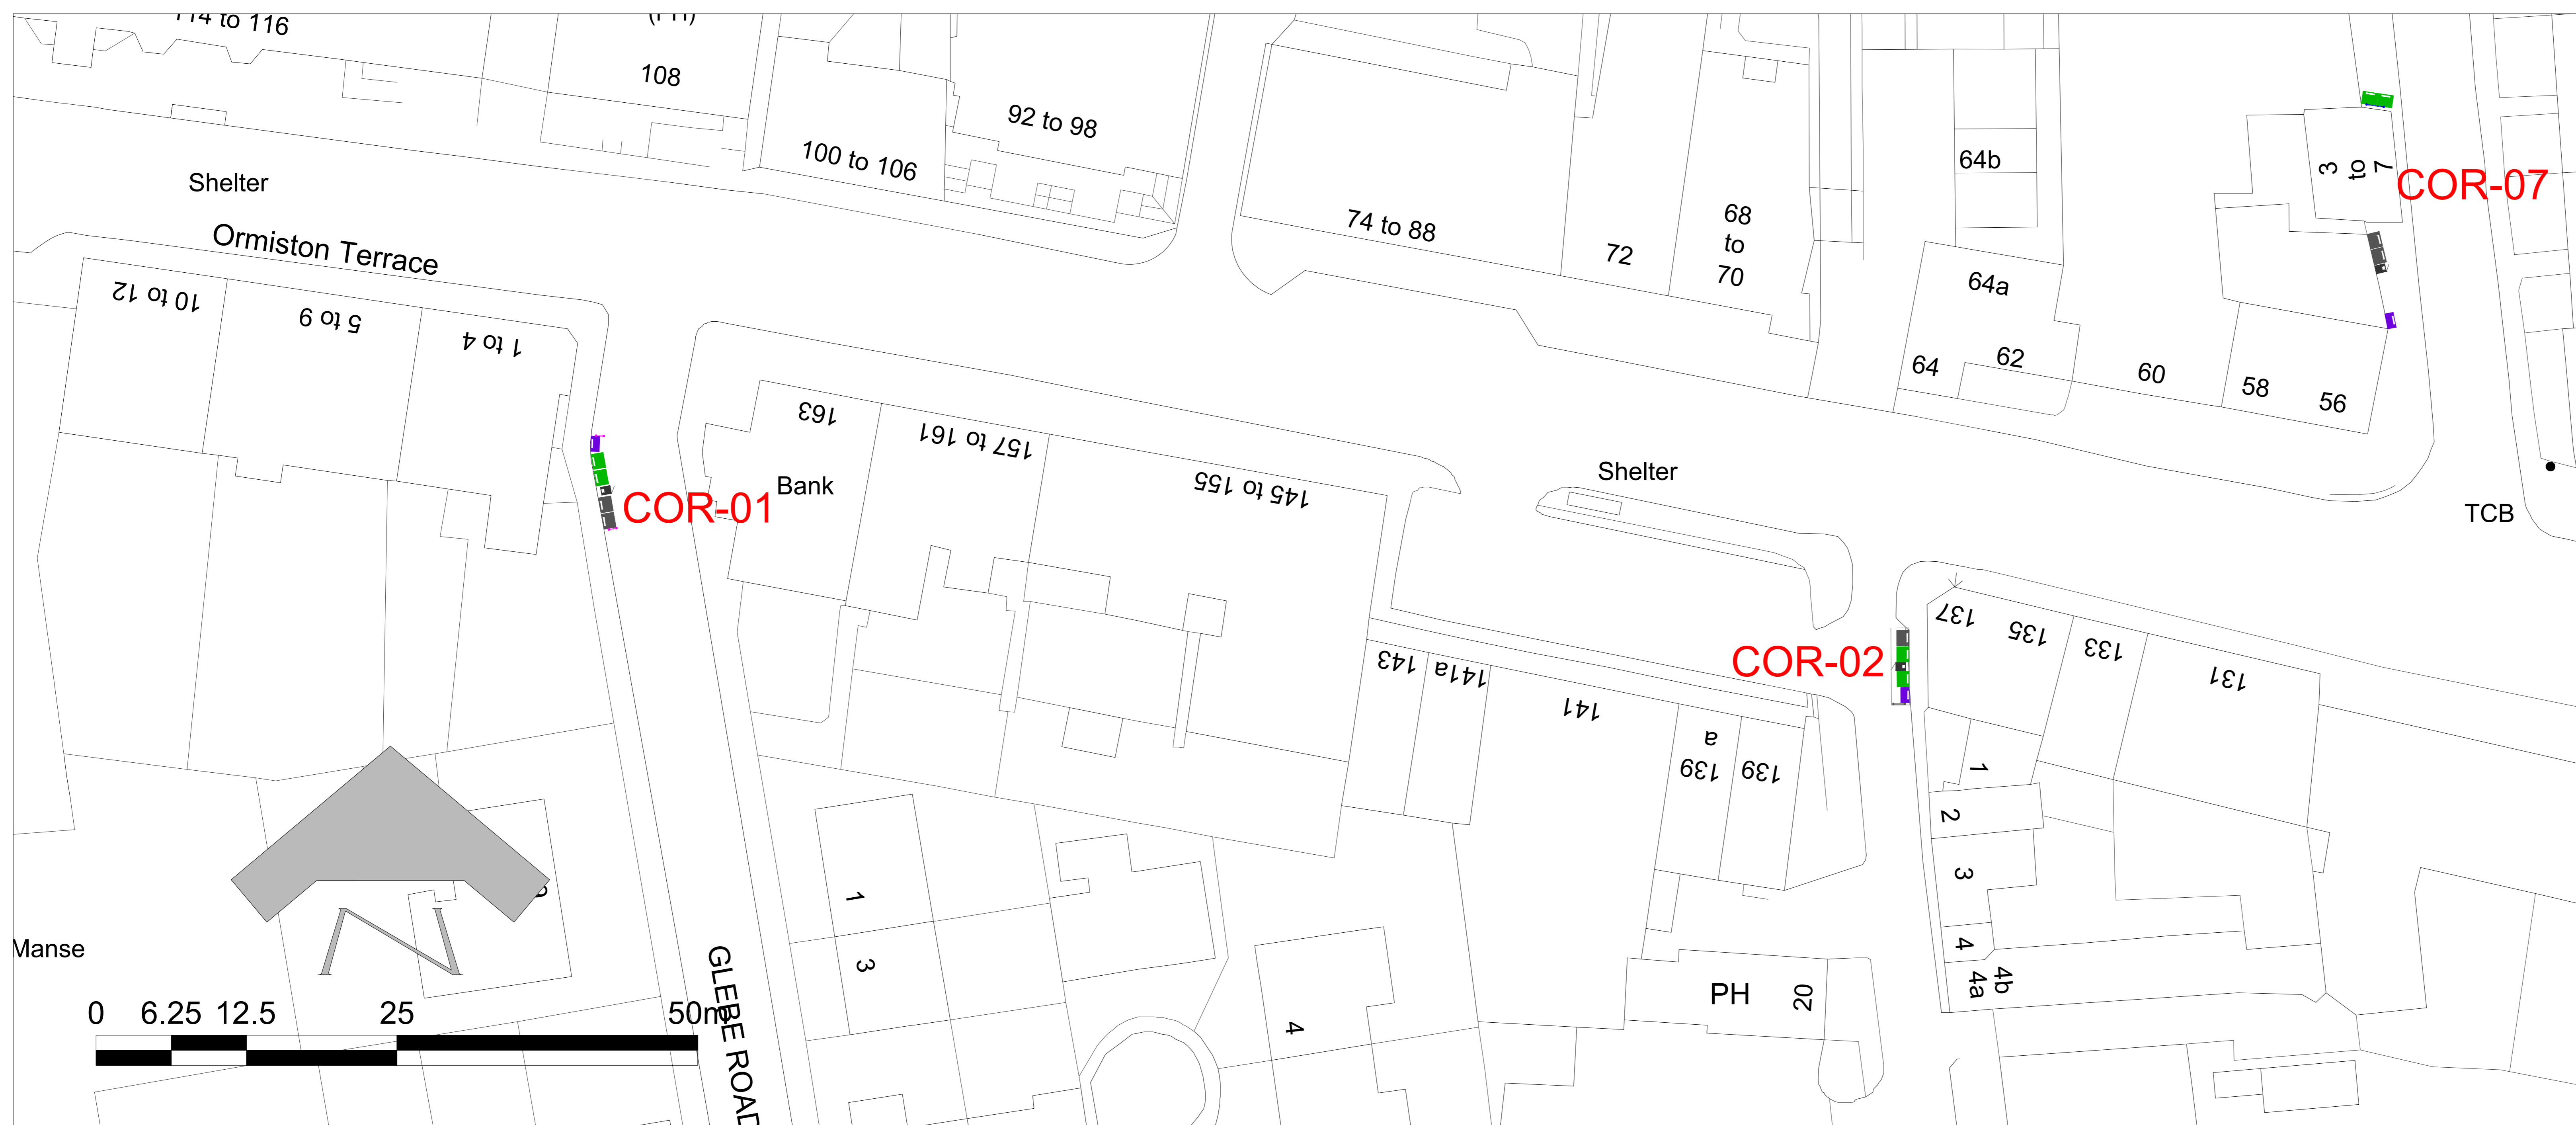 114 to 116
(PH)
108
100 to 106
92 to 98
Shelter
Ormiston Terrace
10 to 12
5 to 9
1 to 4
74 to 88
72
68
to
70
64b
64a
64
62
60
58
56
3
to
7
COR-07
TCB
COR-01
163
Bank
157 to 161
145 to 155
Shelter
COR-02
137
135
133
131
143
141a
141
139
a
139
1
2
3
4
4a
4b
PH
20
1
3
4
Manse
N
0 6.25 12.5 25 50m
GLEBE ROAD